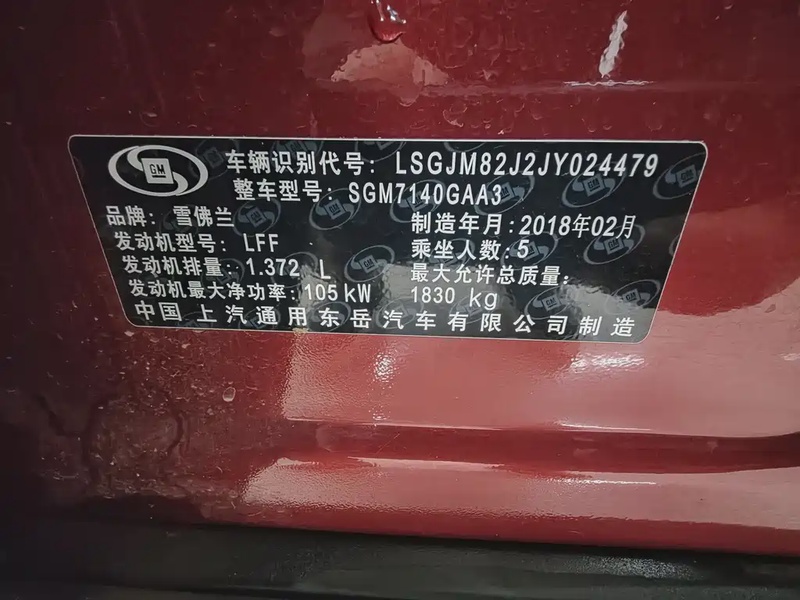 GM
车辆识别代号: LSGJM82J2JY024479
整车型号: SGM7140GAA3
品牌: 雪佛兰 制造年月: 2018年02月
发动机型号: LFF 乘坐人数: 5
发动机排量: 1.372 L 最大允许总质量:
发动机最大净功率: 105 kW 1830 kg
中国 上汽通用东岳汽车有限公司制造